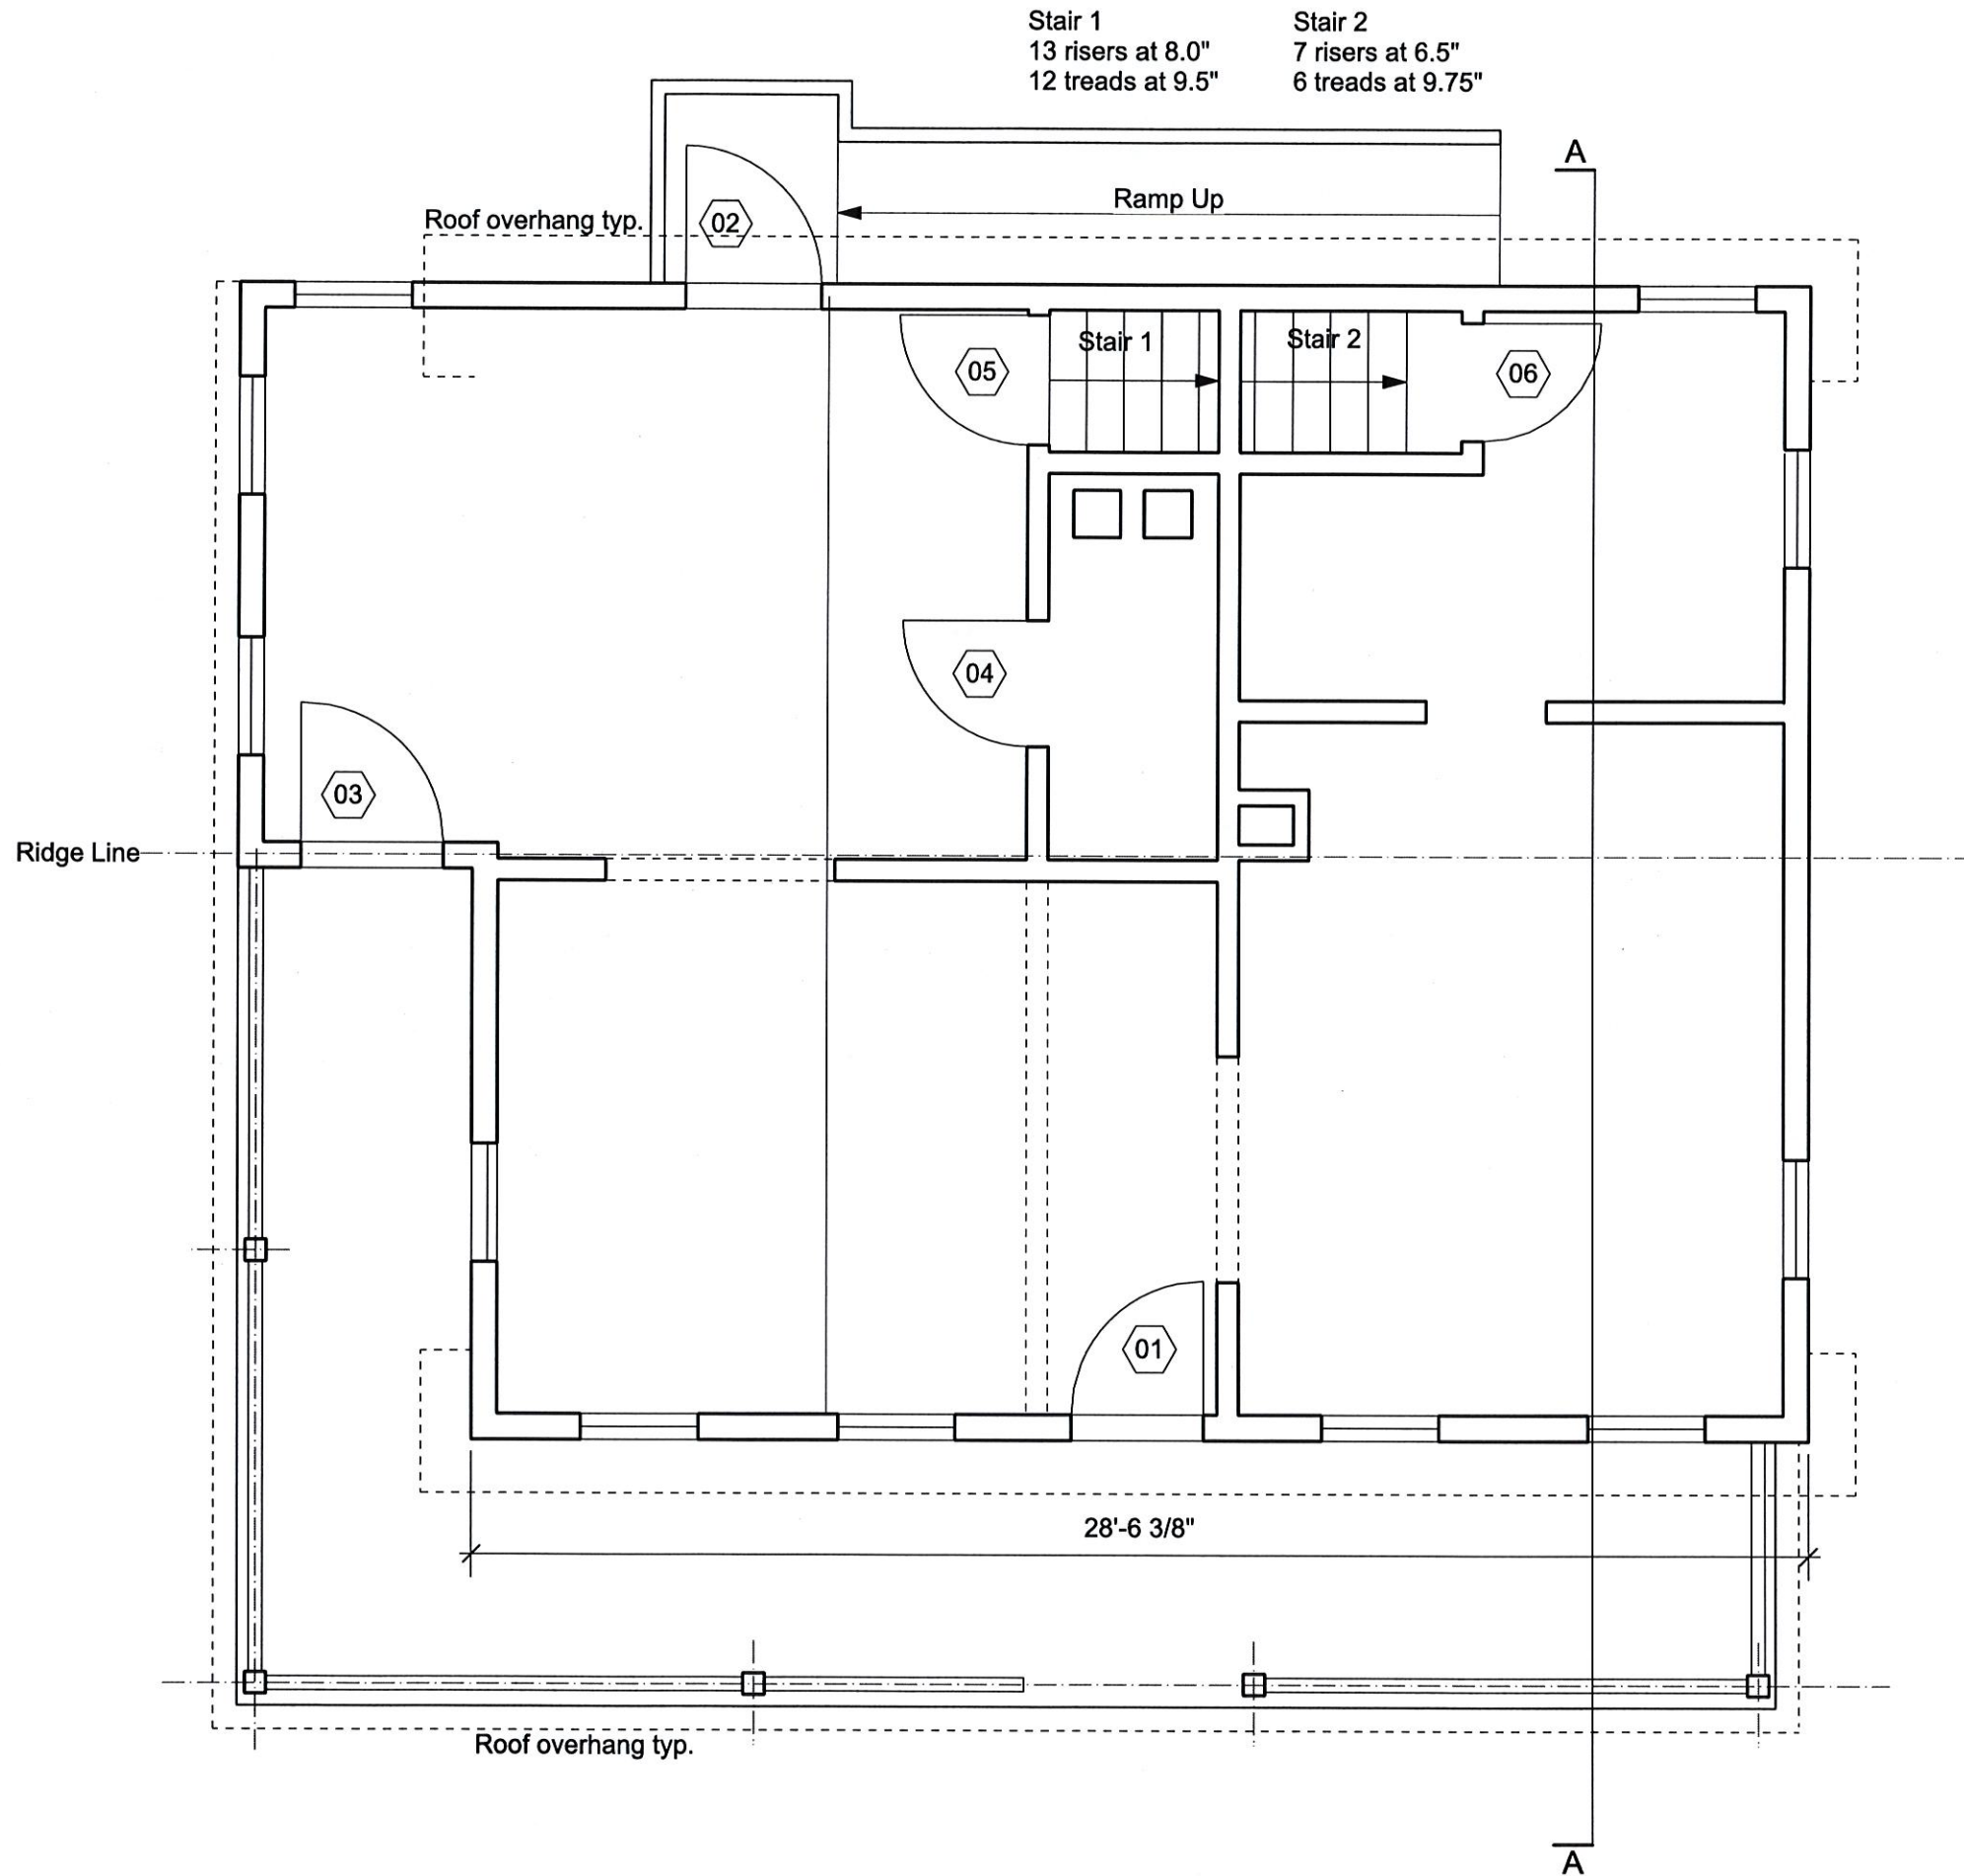 Stair 1
13 risers at 8.0"
12 treads at 9.5"
Stair 2
7 risers at 6.5"
6 treads at 9.75"
A
Ramp Up
Roof overhang typ.
02
Stair 1
Stair 2
05
06
04
03
Ridge Line
01
28'-6 3/8"
Roof overhang typ.
A